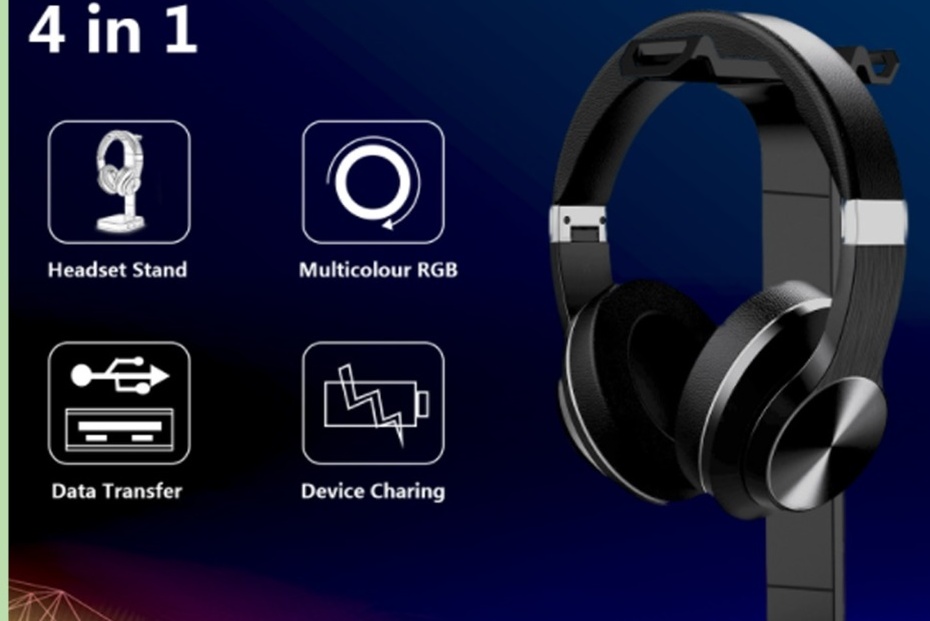 4 in 1
Headset Stand
Multicolour RGB
Data Transfer
Device Charing